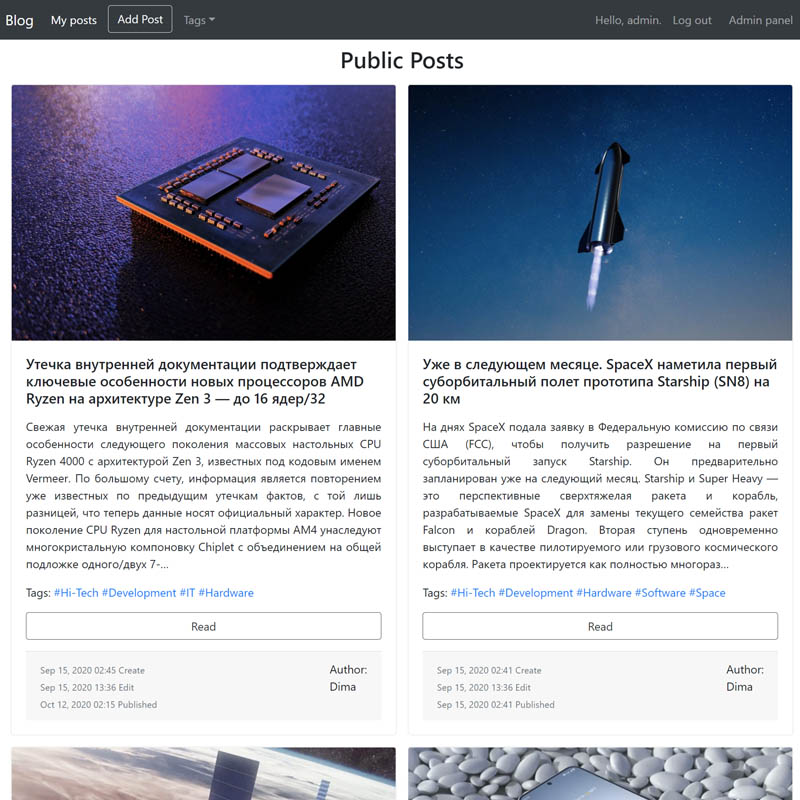 Blog My posts Add Post Tags Hello, admin. Log out Admin panel
Public Posts
Утечка внутренней документации подтверждает
ключевые особенности новых процессоров AMD
Ryzen на архитектуре Zen 3 — до 16 ядер/32
Свежая утечка внутренней документации раскрывает главные
особенности следующего поколения массовых настольных CPU
Ryzen 4000 с архитектурой Zen 3, известных под кодовым именем
Vermeer. По большому счету, информация является повторением
уже известных по предыдущим утечкам фактов, с той лишь
разницей, что теперь данные носят официальный характер. Новое
поколение CPU Ryzen для настольной платформы AM4 унаследуют
многокристальную компоновку Chiplet с объединением на общей
подложке одного/двух 7-...
Tags: #Hi-Tech #Development #IT #Hardware
Read
Sep 15, 2020 02:45 Create
Sep 15, 2020 13:36 Edit
Oct 12, 2020 02:15 Published
Author:
Dima
Уже в следующем месяце. SpaceX наметила первый
суборбитальный полет прототипа Starship (SN8) на
20 км
На днях SpaceX подала заявку в Федеральную комиссию по связи
США (FCC), чтобы получить разрешение на первый
суборбитальный запуск Starship. Он предварительно
запланирован уже на следующий месяц. Starship и Super Heavy —
это перспективные сверхтяжелая ракета и корабль,
разрабатываемые SpaceX для замены текущего семейства ракет
Falcon и кораблей Dragon. Вторая ступень одновременно
выступает в качестве пилотируемого или грузового космического
корабля. Ракета проектируется как полностью многораз...
Tags: #Hi-Tech #Development #Hardware #Software #Space
Read
Sep 15, 2020 02:41 Create
Sep 15, 2020 13:36 Edit
Sep 15, 2020 02:41 Published
Author:
Dima